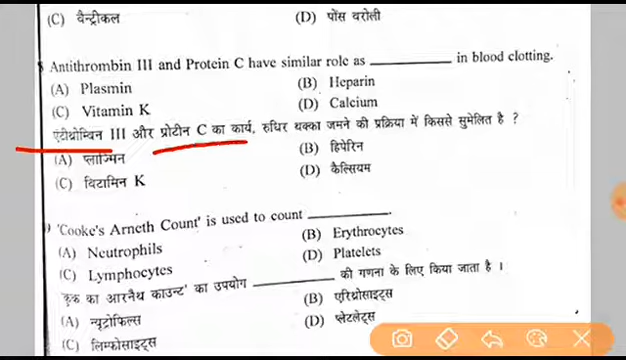 (C) वैन्ट्रीकल (D) पोंस वरोली
Antithrombin III and Protein C have similar role as ________ in blood clotting.
(A) Plasmin (B) Heparin
(C) Vitamin K (D) Calcium
एंटीथ्रोम्बिन III और प्रोटीन C का कार्य, रुधिर थक्का जमने की प्रक्रिया में किससे सुमेलित है ?
(A) प्लाज्मिन (B) हिपेरिन
(C) विटामिन K (D) कैल्सियम
'Cooke's Arneth Count' is used to count ________.
(A) Neutrophils (B) Erythrocytes
(C) Lymphocytes (D) Platelets
'कुक का आरनैथ काउन्ट' का उपयोग ________ की गणना के लिए किया जाता है ।
(A) न्यूट्रोफिल्स (B) एरिथ्रोसाइट्स
(C) लिम्फोसाइट्स (D) प्लेटलेट्स